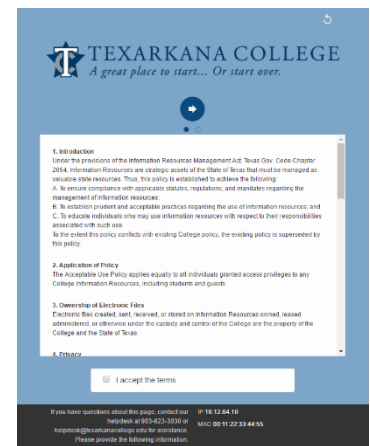 TEXARKANA COLLEGE
A great place to start... Or start over.
1. Introduction
Under the provisions of the Information Resources Management Act, Texas Gov. Code Chapter
2054, Information Resources are strategic assets of the State of Texas that must be managed as
valuable state resources. Thus, this policy is established to achieve the following:
A. To ensure compliance with applicable statutes, regulations, and mandates regarding the
management of information resources;
B. To establish prudent and acceptable practices regarding the use of information resources; and
C. To educate individuals who may use information resources with respect to their responsibilities
associated with such use.
To the extent this policy conflicts with existing College policy, the existing policy is superseded by
this policy.
2. Application of Policy
The Acceptable Use Policy applies equally to all individuals granted access privileges to any
College Information Resources, including students and guests.
3. Ownership of Electronic Files
Electronic files created, sent, received, or stored on Information Resources owned, leased
administered, or otherwise under the custody and control of the College are the property of the
College and the State of Texas.
4. Privacy
I accept the terms
If you have questions about this page, contact our
helpdesk at 903-823-3030 or
helpdesk@texarkanacollege.edu for assistance.
Please provide the following information:
IP 10.12.64.10
MAC 00:11:22:33:44:55